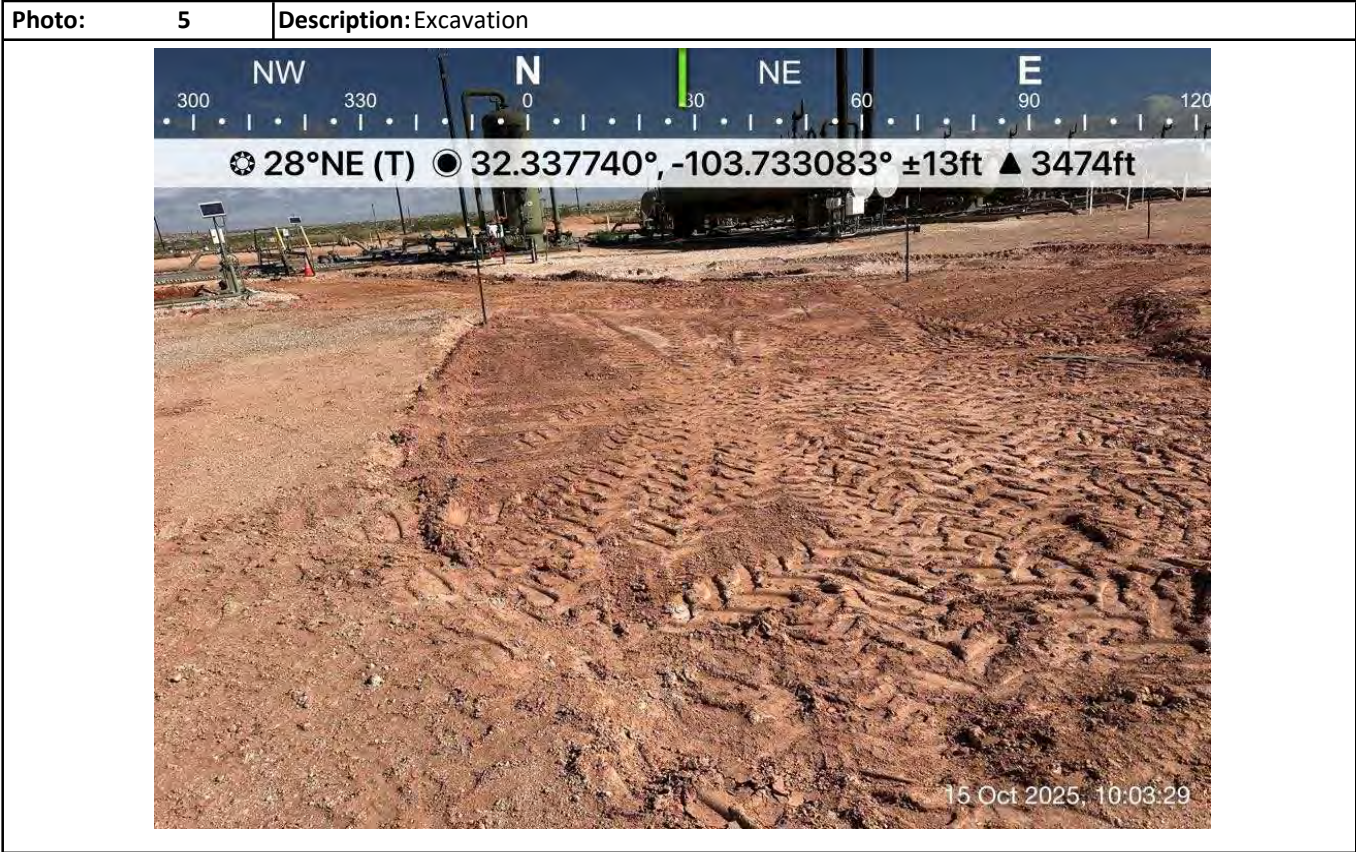 Photo: 5 Description: Excavation
NW N NE E
300 330 0 30 60 90 120
28°NE (T) 32.337740°, -103.733083° ±13ft ▲ 3474ft
15 Oct 2025, 10:03:29